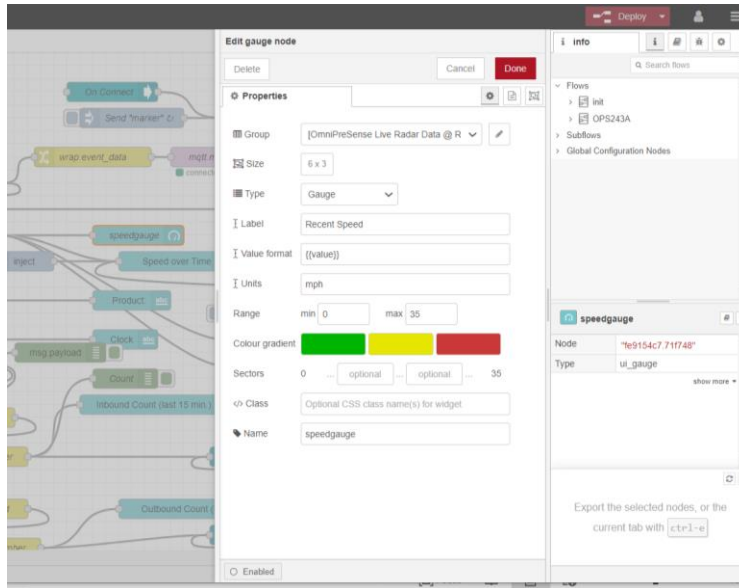 Deploy
On Connect
Send "marker" &
wrap event_data
mqtt
connect
speedgauge
inject
Speed over Time
Product
abc
Clock
abc
msg.payload
Count
Inbound Count (last 15 min.)
Outbound Count (
Edit gauge node
Delete
Cancel
Done
Properties
Group
[OmniPreSense Live Radar Data @ R
Size
6 x 3
Type
Gauge
Label
Recent Speed
Value format
{{value}}
Units
mph
Range
min 0
max 35
Colour gradient
Sectors
0 ... optional ... optional ... 35
</> Class
Optional CSS class name(s) for widget
Name
speedgauge
Enabled
i info
i
Search flows
Flows
init
OPS243A
Subflows
Global Configuration Nodes
speedgauge
Node
"fe9154c7.71f748"
Type
ui_gauge
show more
Export the selected nodes, or the
current tab with ctrl-e